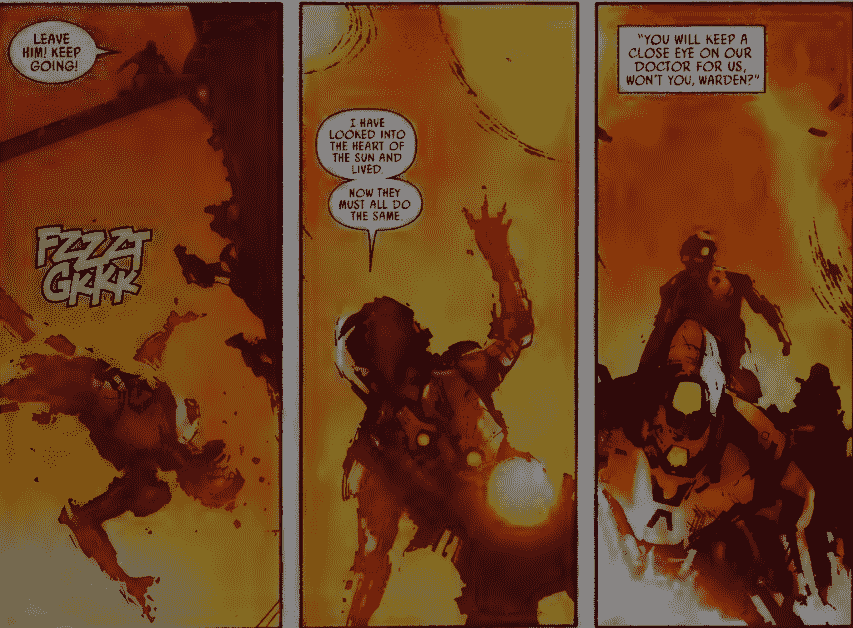 LEAVE
HIM! KEEP
GOING!
FZZZT
GKKK
I HAVE
LOOKED INTO
THE HEART OF
THE SUN AND
LIVED.
NOW THEY
MUST ALL DO
THE SAME.
"YOU WILL KEEP A
CLOSE EYE ON OUR
DOCTOR FOR US,
WON'T YOU, WARDEN?"